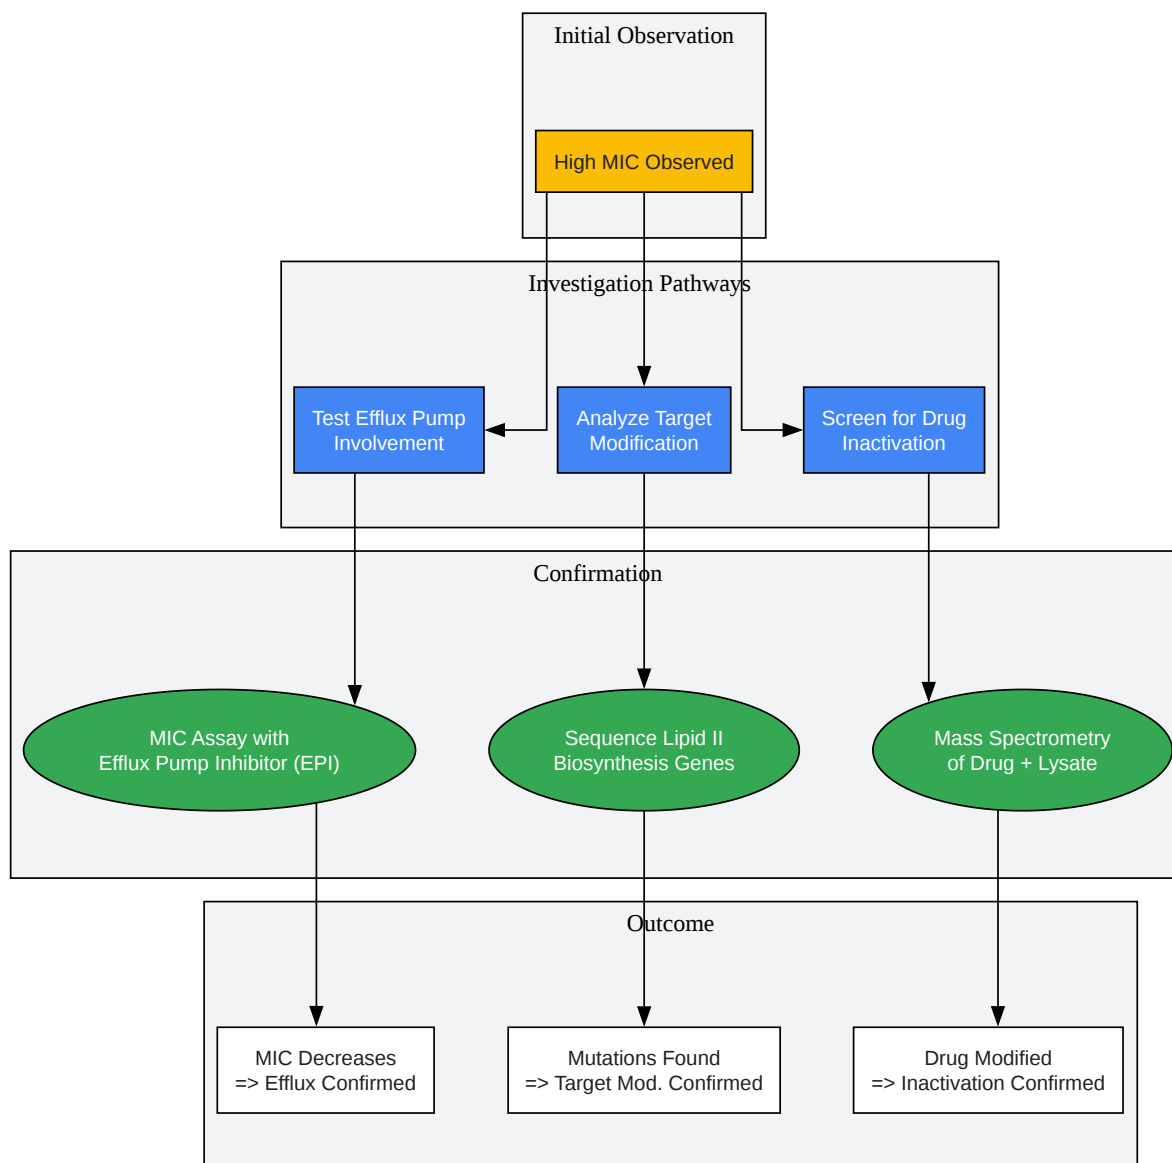 Initial Observation
High MIC Observed
Investigation Pathways
Test Efflux Pump
Involvement
Analyze Target
Modification
Screen for Drug
Inactivation
Confirmation
MIC Assay with
Efflux Pump Inhibitor (EPI)
Sequence Lipid II
Biosynthesis Genes
Mass Spectrometry
of Drug + Lysate
Outcome
MIC Decreases
=> Efflux Confirmed
Mutations Found
=> Target Mod. Confirmed
Drug Modified
=> Inactivation Confirmed